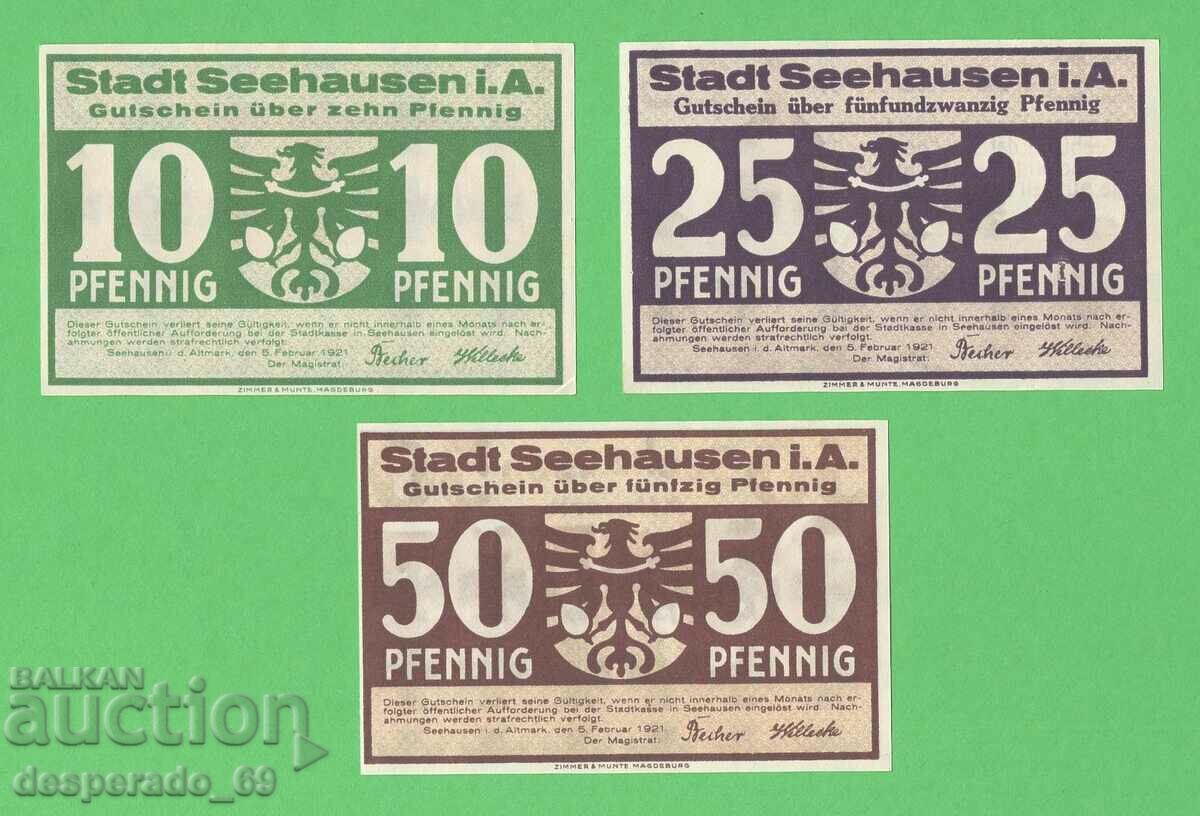 Stadt Seehausen i.A.
Gutschein über zehn Pfennig
10 10
PFENNIG PFENNIG
Dieser Gutschein verliert seine Gültigkeit, wenn er nicht innerhalb eines Monats nach er-
folgter öffentlicher Aufforderung bei der Stadtkasse in Seehausen eingelöst wird. Nach-
ahmungen werden strafrechtlich verfolgt.
Seehausen i. d. Altmark, den 5. Februar 1921.
Der Magistrat: Becher Willecke
ZIMMER & MUNTE, MAGDEBURG
Stadt Seehausen i.A.
Gutschein über fünfundzwanzig Pfennig
25 25
PFENNIG PFENNIG
Dieser Gutschein verliert seine Gültigkeit, wenn er nicht innerhalb eines Monats nach er-
folgter öffentlicher Aufforderung bei der Stadtkasse in Seehausen eingelöst wird. Nach-
ahmungen werden strafrechtlich verfolgt.
Seehausen i. d. Altmark, den 5. Februar 1921.
Der Magistrat: Becher Willecke
ZIMMER & MUNTE, MAGDEBURG
Stadt Seehausen i.A.
Gutschein über fünfzig Pfennig
50 50
PFENNIG PFENNIG
Dieser Gutschein verliert seine Gültigkeit, wenn er nicht innerhalb eines Monats nach er-
folgter öffentlicher Aufforderung bei der Stadtkasse in Seehausen eingelöst wird. Nach-
ahmungen werden strafrechtlich verfolgt.
Seehausen i. d. Altmark, den 5. Februar 1921.
Der Magistrat: Becher Willecke
ZIMMER & MUNTE, MAGDEBURG
BALKAN
auction
desperado_69